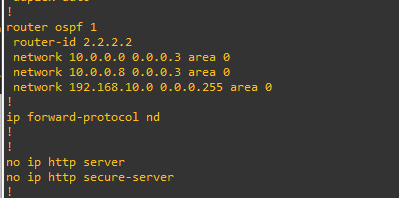 !
router ospf 1
router-id 2.2.2.2
network 10.0.0.0 0.0.0.3 area 0
network 10.0.0.8 0.0.0.3 area 0
network 192.168.10.0 0.0.0.255 area 0
!
ip forward-protocol nd
!
!
no ip http server
no ip http secure-server
!